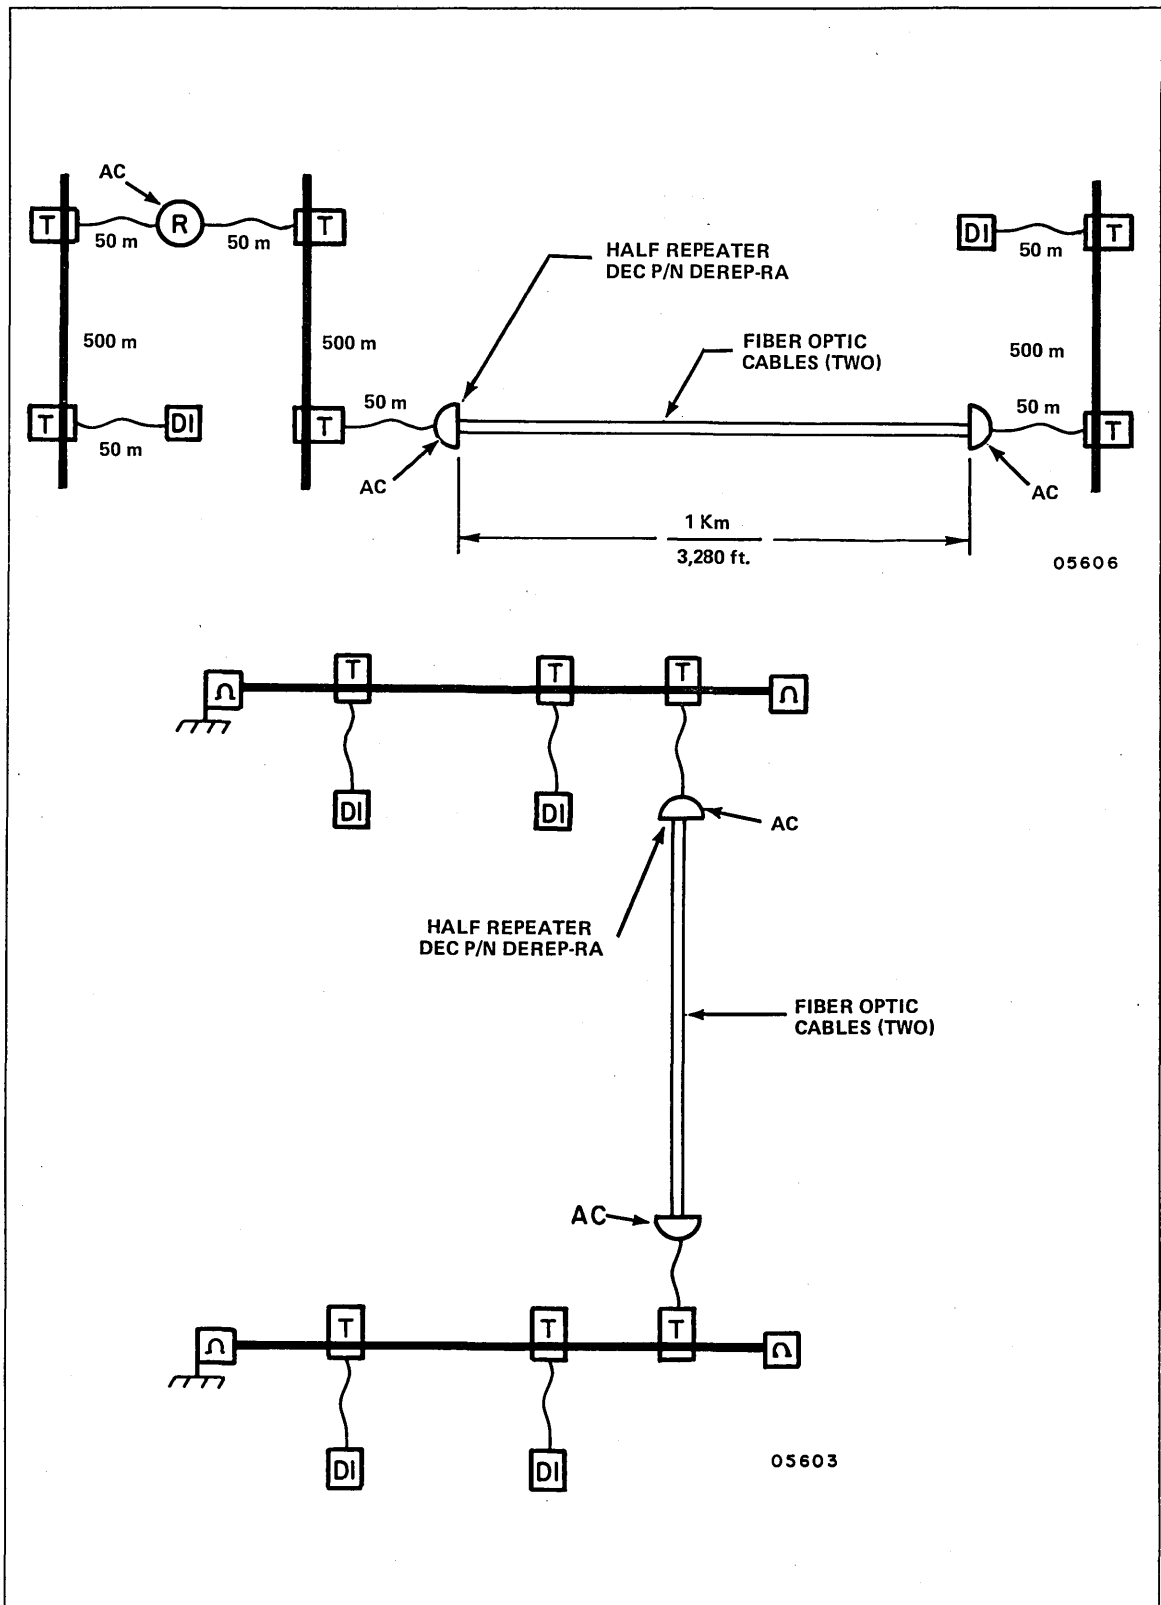 AC
T
R
T
50 m
50 m
DI
50 m
T
HALF REPEATER
DEC P/N DEREP-RA
500 m
500 m
FIBER OPTIC
CABLES (TWO)
500 m
T
50 m
DI
T
50 m
50 m
T
AC
AC
1 Km
3,280 ft.
05606
Ω
T
T
T
Ω
DI
DI
AC
HALF REPEATER
DEC P/N DEREP-RA
FIBER OPTIC
CABLES (TWO)
AC
Ω
T
T
T
Ω
DI
DI
05603